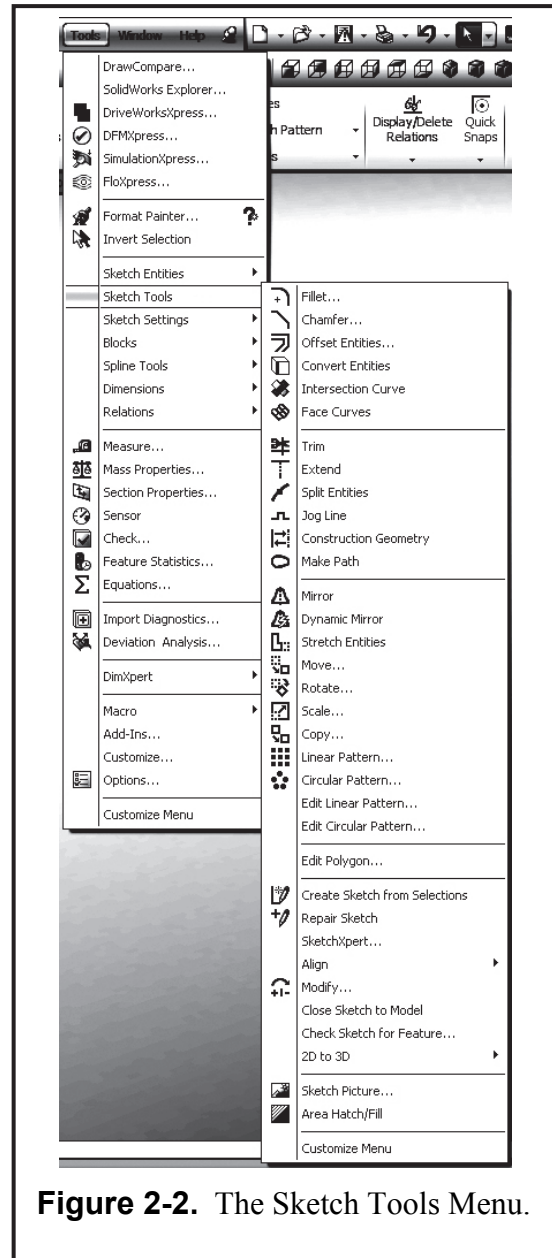 Tools Window Help
DrawCompare...
SolidWorks Explorer...
DriveWorksXpress...
DFMXpress...
SimulationXpress...
FloXpress...
Format Painter...
Invert Selection
Sketch Entities
Sketch Tools
Sketch Settings
Blocks
Spline Tools
Dimensions
Relations
Measure...
Mass Properties...
Section Properties...
Sensor
Check...
Feature Statistics...
Equations...
Import Diagnostics...
Deviation Analysis...
DimXpert
Macro
Add-Ins...
Customize...
Options...
Customize Menu
es
h Pattern
s
Display/Delete
Relations
Quick
Snaps
Fillet...
Chamfer...
Offset Entities...
Convert Entities
Intersection Curve
Face Curves
Trim
Extend
Split Entities
Jog Line
Construction Geometry
Make Path
Mirror
Dynamic Mirror
Stretch Entities
Move...
Rotate...
Scale...
Copy...
Linear Pattern...
Circular Pattern...
Edit Linear Pattern...
Edit Circular Pattern...
Edit Polygon...
Create Sketch from Selections
Repair Sketch
SketchXpert...
Align
Modify...
Close Sketch to Model
Check Sketch for Feature...
2D to 3D
Sketch Picture...
Area Hatch/Fill
Customize Menu
Figure 2-2. The Sketch Tools Menu.